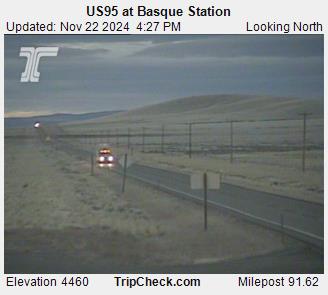 US95 at Basque Station
Updated: Nov 22 2024 4:27 PM Looking North
Elevation 4460 TripCheck.com Milepost 91.62